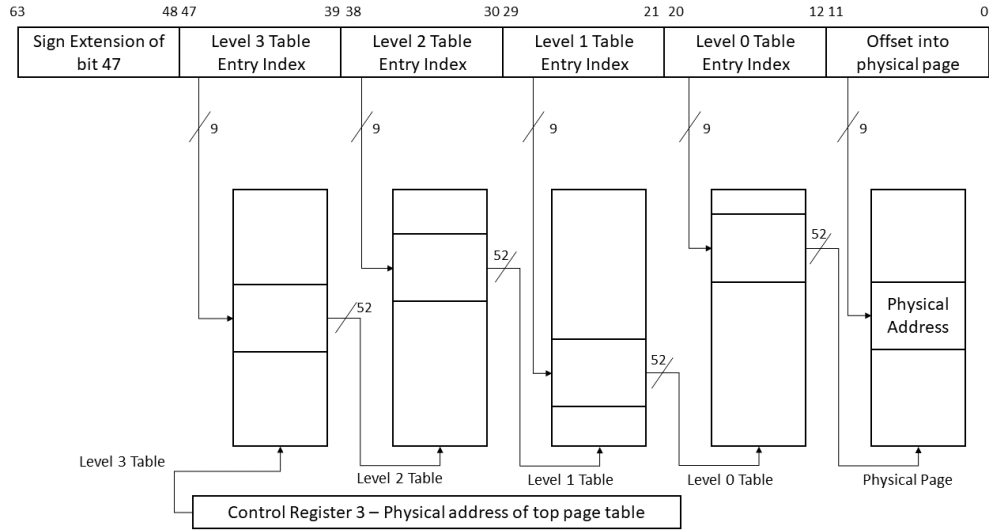 63 48 47 39 38 30 29 21 20 12 11 0
Sign Extension of
bit 47
Level 3 Table
Entry Index
Level 2 Table
Entry Index
Level 1 Table
Entry Index
Level 0 Table
Entry Index
Offset into
physical page
9 9 9 9 9
52
52
52
52
Physical
Address
Level 3 Table
Level 2 Table
Level 1 Table
Level 0 Table
Physical Page
Control Register 3 – Physical address of top page table